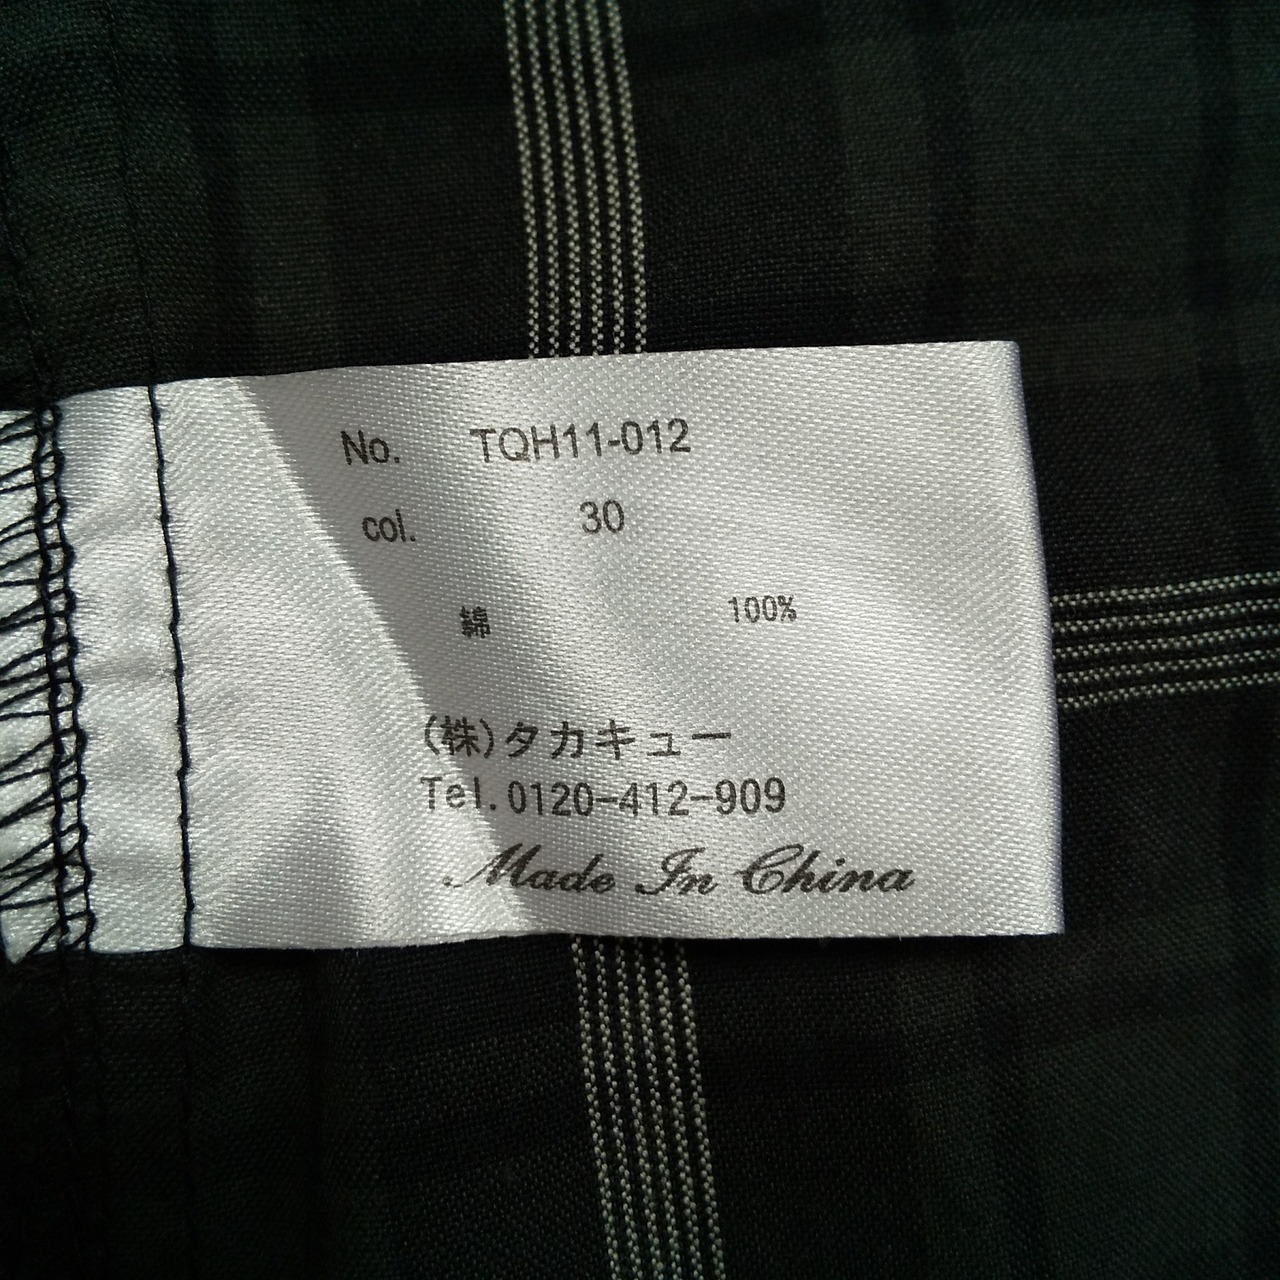 No. TQH11-012
col. 30
綿 100%
(株)タカキュー
Tel.0120-412-909
Made In China